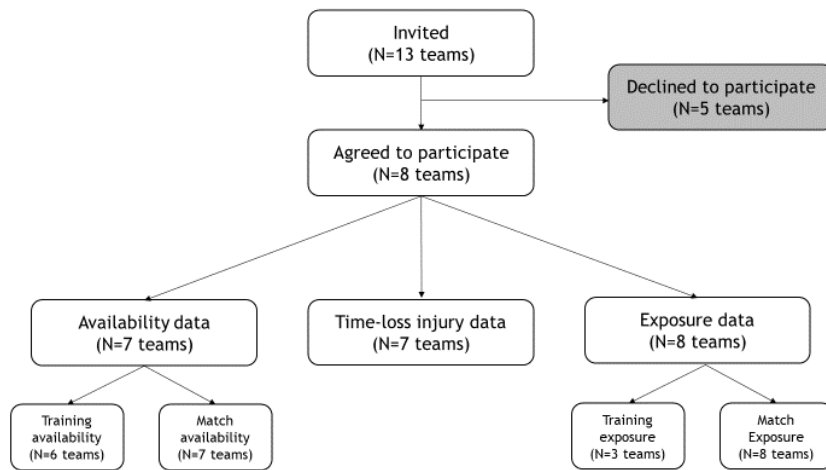 Invited
(N=13 teams)
Declined to participate
(N=5 teams)
Agreed to participate
(N=8 teams)
Availability data
(N=7 teams)
Time-loss injury data
(N=7 teams)
Exposure data
(N=8 teams)
Training
availability
(N=6 teams)
Match
availability
(N=7 teams)
Training
exposure
(N=3 teams)
Match
Exposure
(N=8 teams)